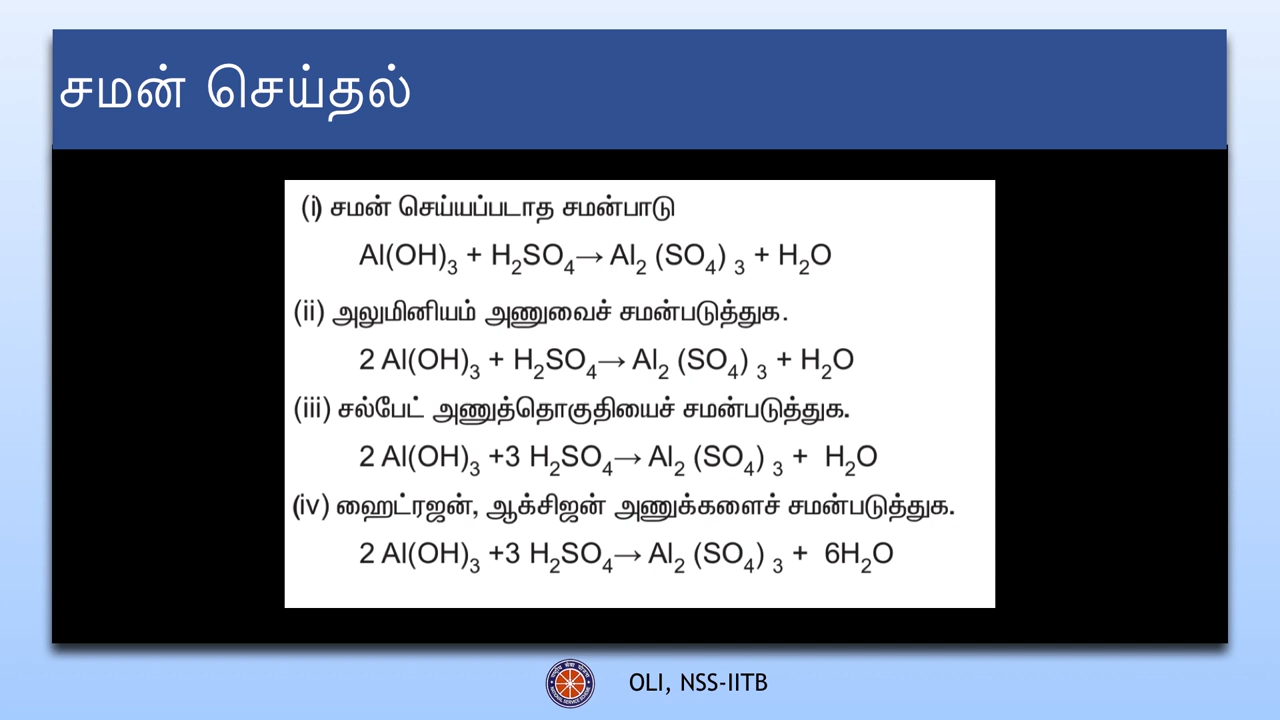 சமன் செய்தல்
(i) சமன் செய்யப்படாத சமன்பாடு
Al(OH)₃ + H₂SO₄→ Al₂ (SO₄) ₃ + H₂O
(ii) அலுமினியம் அணுவைச் சமன்படுத்துக.
2 Al(OH)₃ + H₂SO₄→ Al₂ (SO₄) ₃ + H₂O
(iii) சல்பேட் அணுத்தொகுதியைச் சமன்படுத்துக.
2 Al(OH)₃ +3 H₂SO₄→ Al₂ (SO₄) ₃ + H₂O
(iv) ஹைட்ரஜன், ஆக்சிஜன் அணுக்களைச் சமன்படுத்துக.
2 Al(OH)₃ +3 H₂SO₄→ Al₂ (SO₄) ₃ + 6H₂O
OLI, NSS-IITB